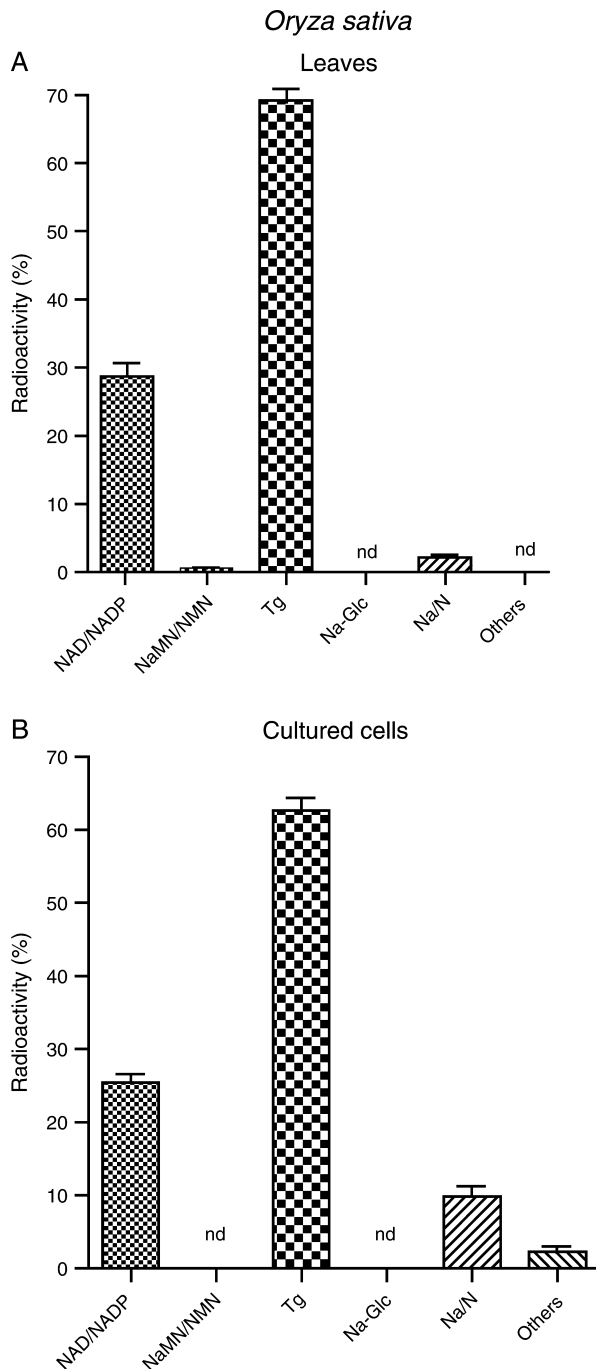 Oryza sativa
A
Leaves
70
60
50
40
30
20
10
0
Radioactivity (%)
nd
nd
NAD/NADP
NaMN/NMN
Tg
Na-Glc
Na/N
Others
B
Cultured cells
70
60
50
40
30
20
10
0
Radioactivity (%)
nd
nd
NAD/NADP
NaMN/NMN
Tg
Na-Glc
Na/N
Others